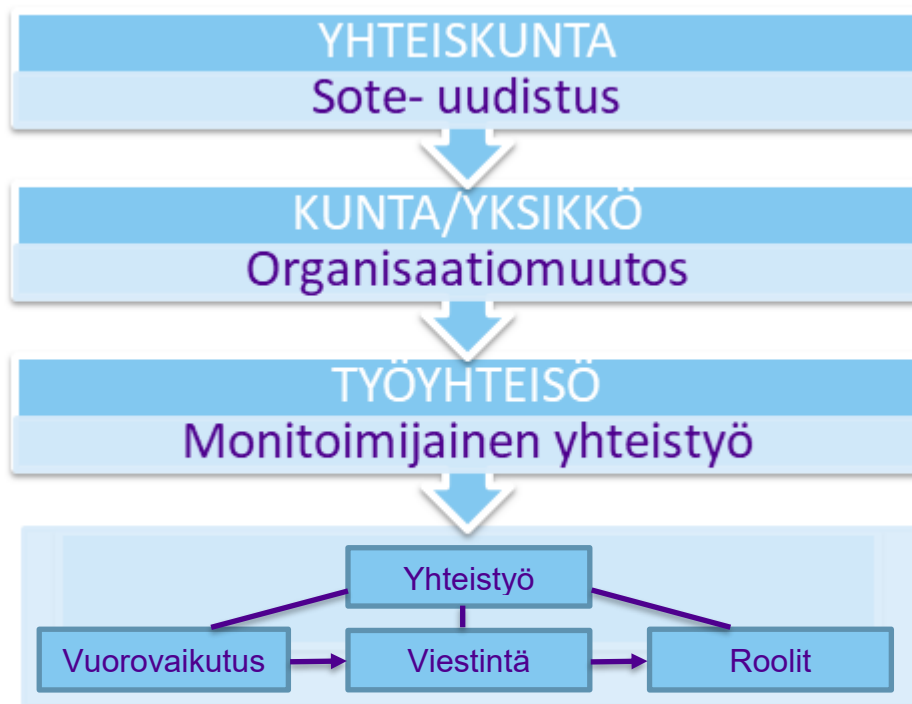 YHTEISKUNTA
Sote- uudistus
KUNTA/YKSIKKÖ
Organisaatiomuutos
TYÖYHTEISÖ
Monitoimijainen yhteistyö
Yhteistyö
Vuorovaikutus
Viestintä
Roolit